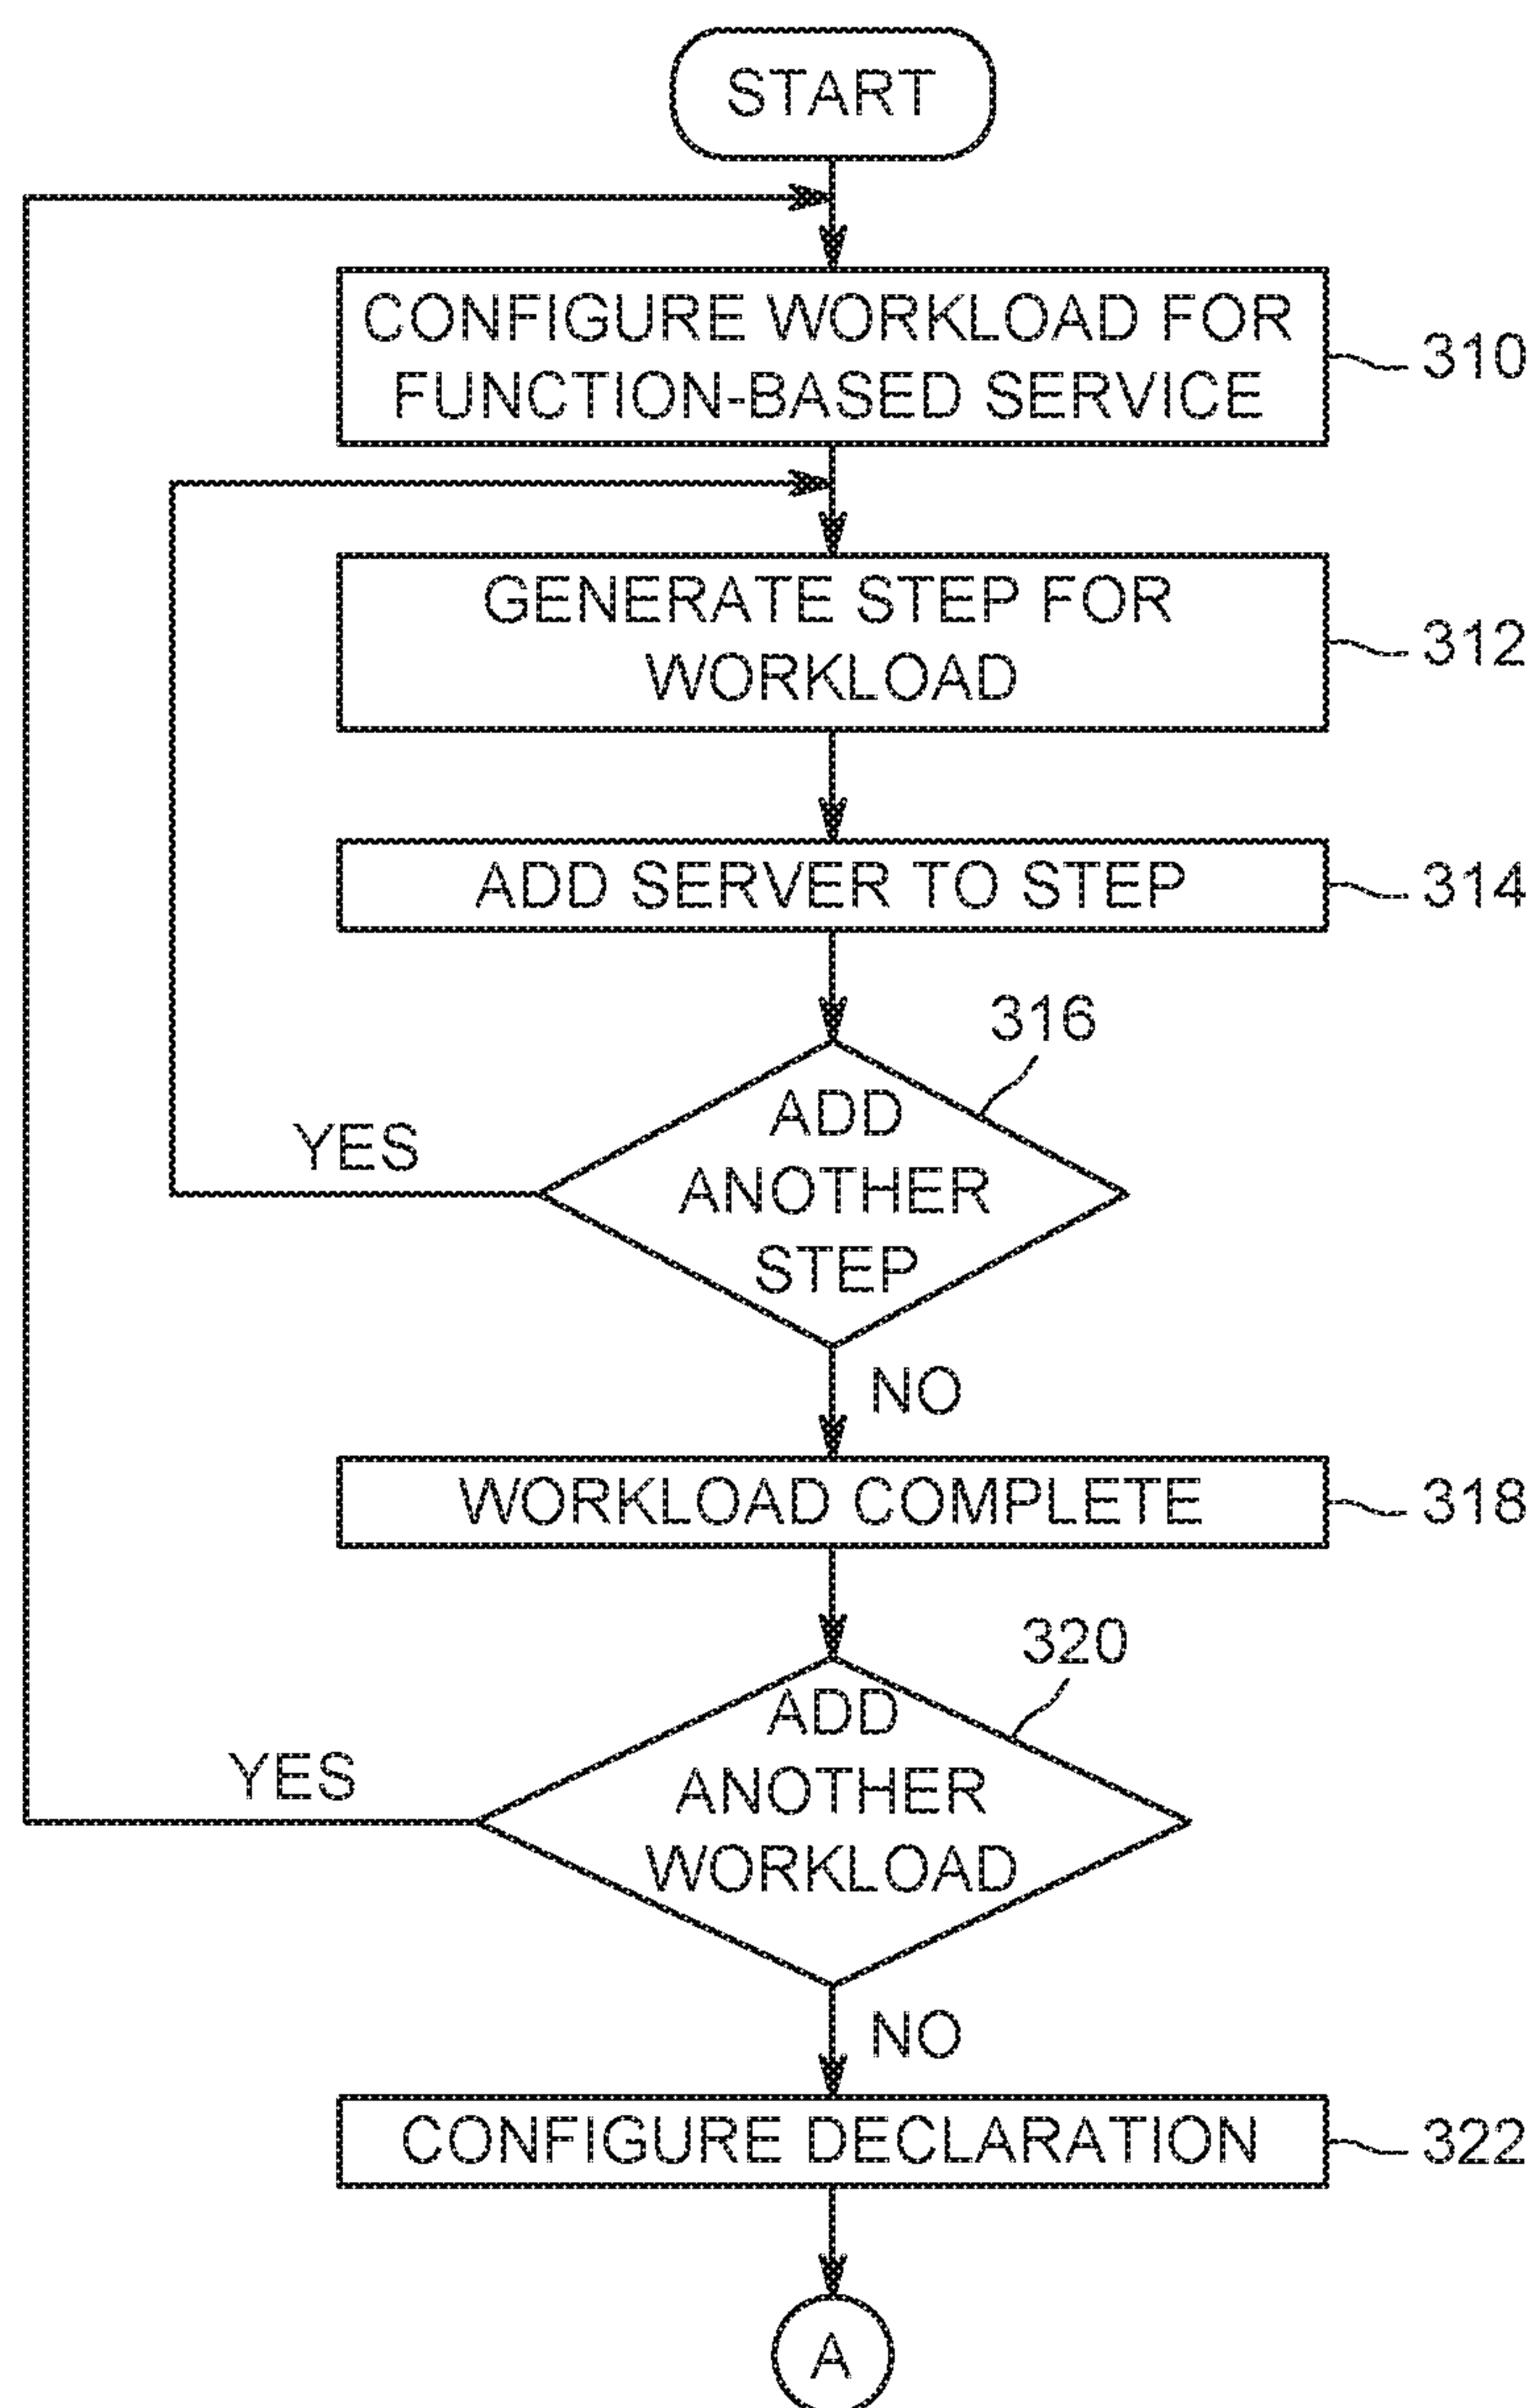 START
CONFIGURE WORKLOAD FOR
FUNCTION-BASED SERVICE
310
GENERATE STEP FOR
WORKLOAD
312
ADD SERVER TO STEP
314
316
ADD
ANOTHER
STEP
YES
NO
WORKLOAD COMPLETE
318
320
ADD
ANOTHER
WORKLOAD
YES
NO
CONFIGURE DECLARATION
322
A